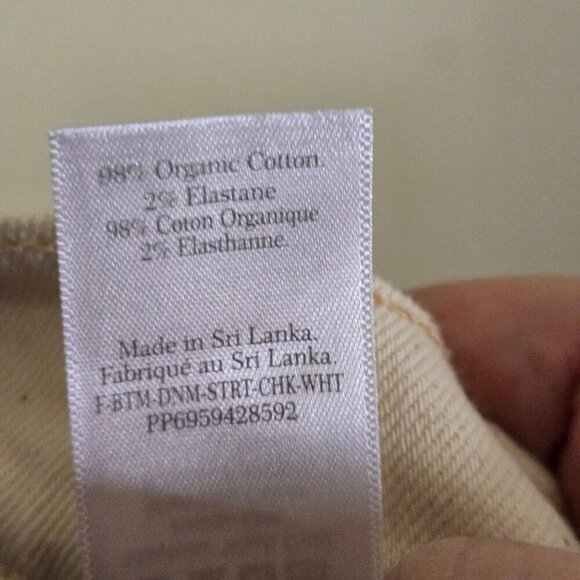 98% Organic Cotton.
2% Elastane
98% Coton Organique
2% Elasthanne.
Made in Sri Lanka.
Fabriqué au Sri Lanka.
F-BTM-DNM-STRT-CHK-WHT
PP6959428592